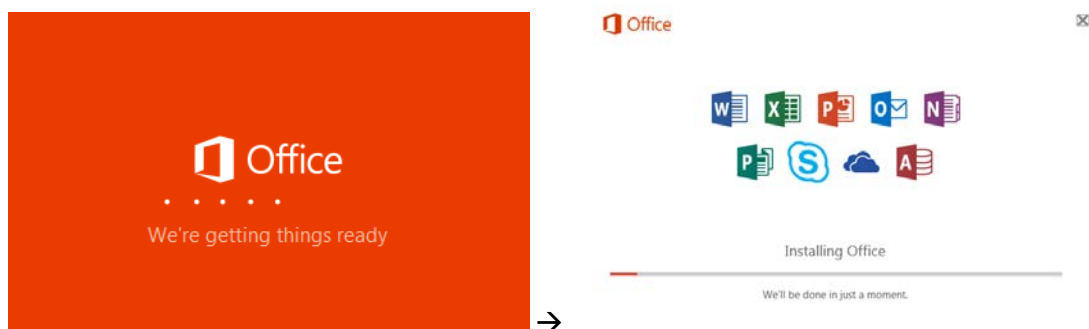 Office
We're getting things ready
→
Office
W X P O N
P S A
Installing Office
We'll be done in just a moment.